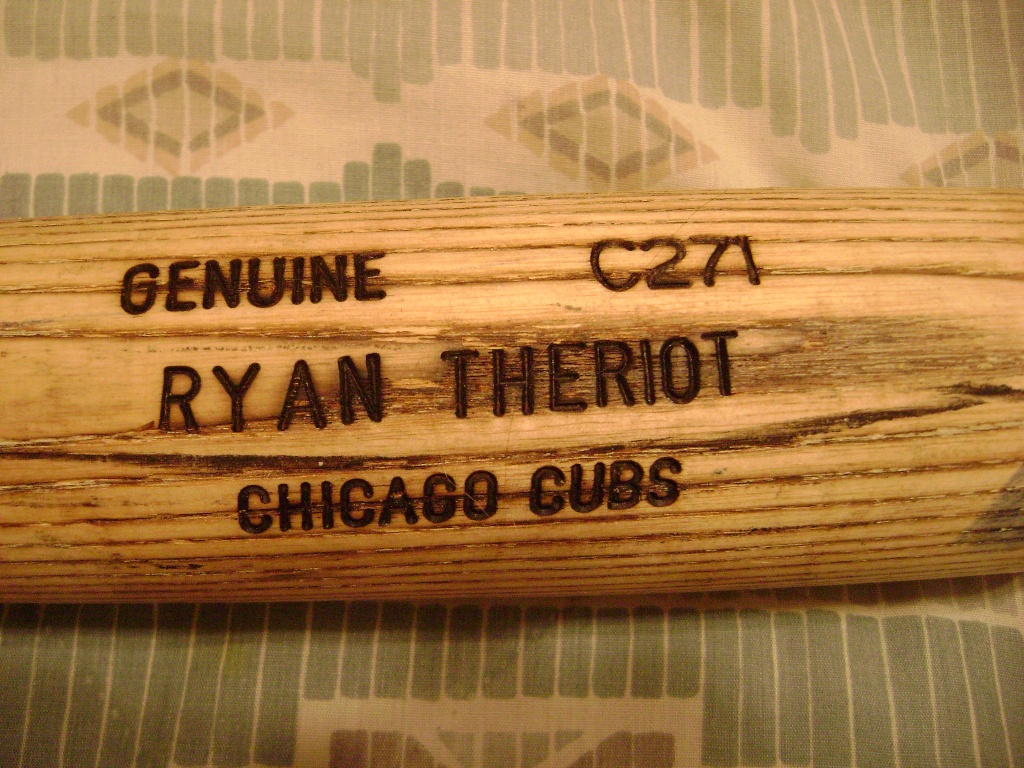 GENUINE C271
RYAN THERIOT
CHICAGO CUBS